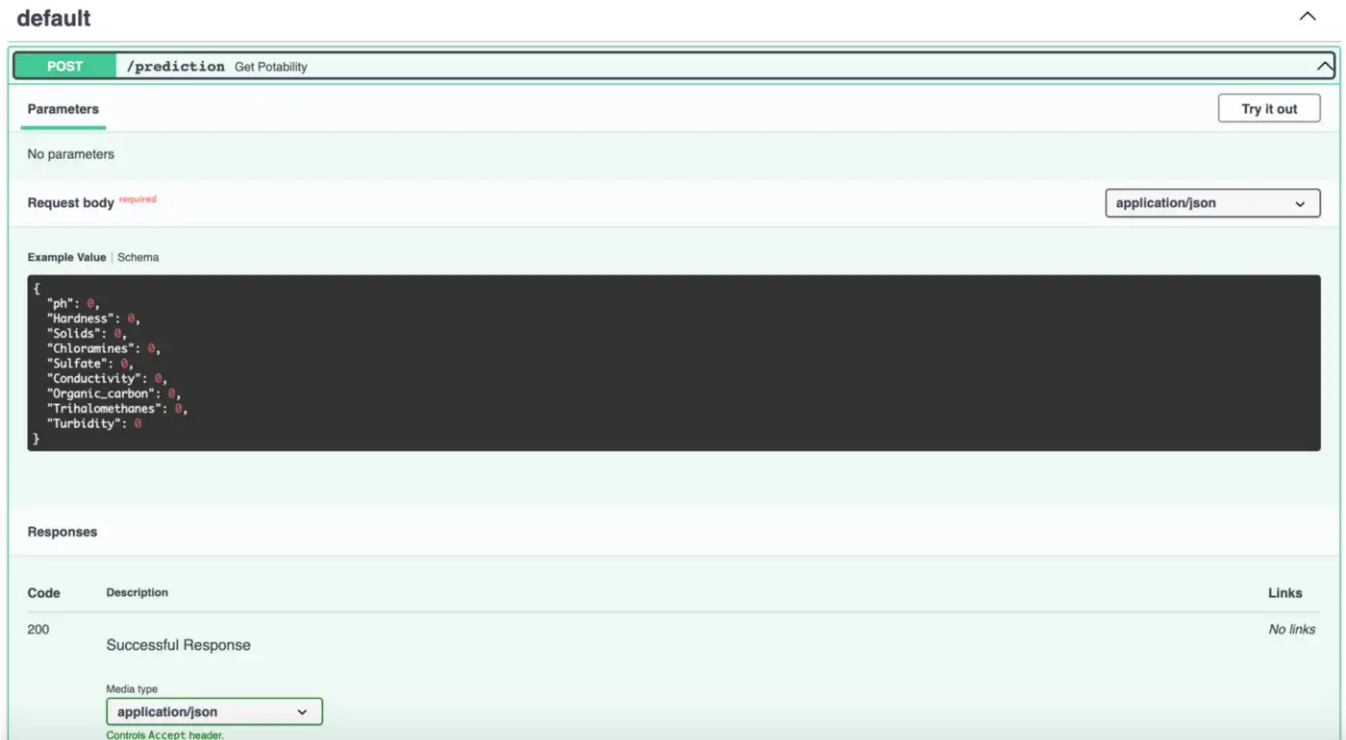 default
POST /prediction Get Potability
Parameters
Try it out
No parameters
Request body required
application/json
Example Value | Schema
{
"ph": 0,
"Hardness": 0,
"Solids": 0,
"Chloramines": 0,
"Sulfate": 0,
"Conductivity": 0,
"Organic_carbon": 0,
"Trihalomethanes": 0,
"Turbidity": 0
}
Responses
Code Description Links
200 Successful Response No links
Media type
application/json
Controls Accept header.